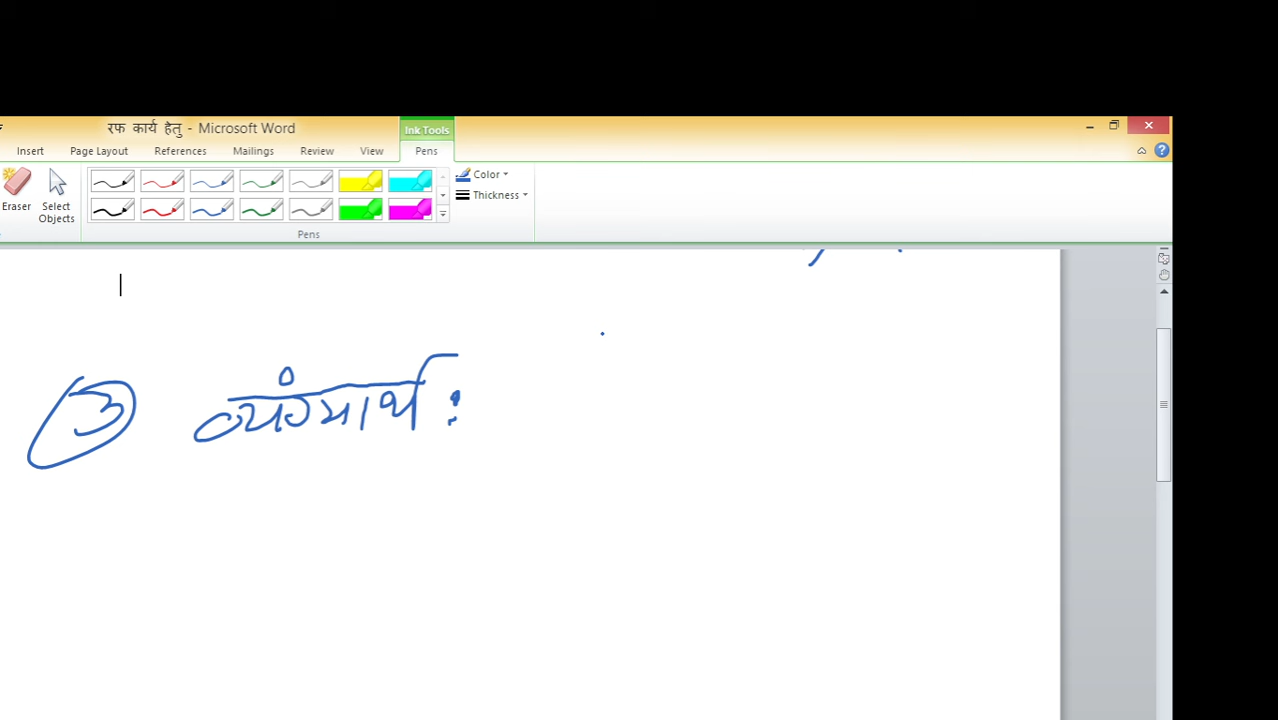 रफ कार्य हेतु - Microsoft Word
Ink Tools
Insert Page Layout References Mailings Review View Pens
Eraser
Select Objects
Color
Thickness
Pens
३ व्यंग्यार्थ :